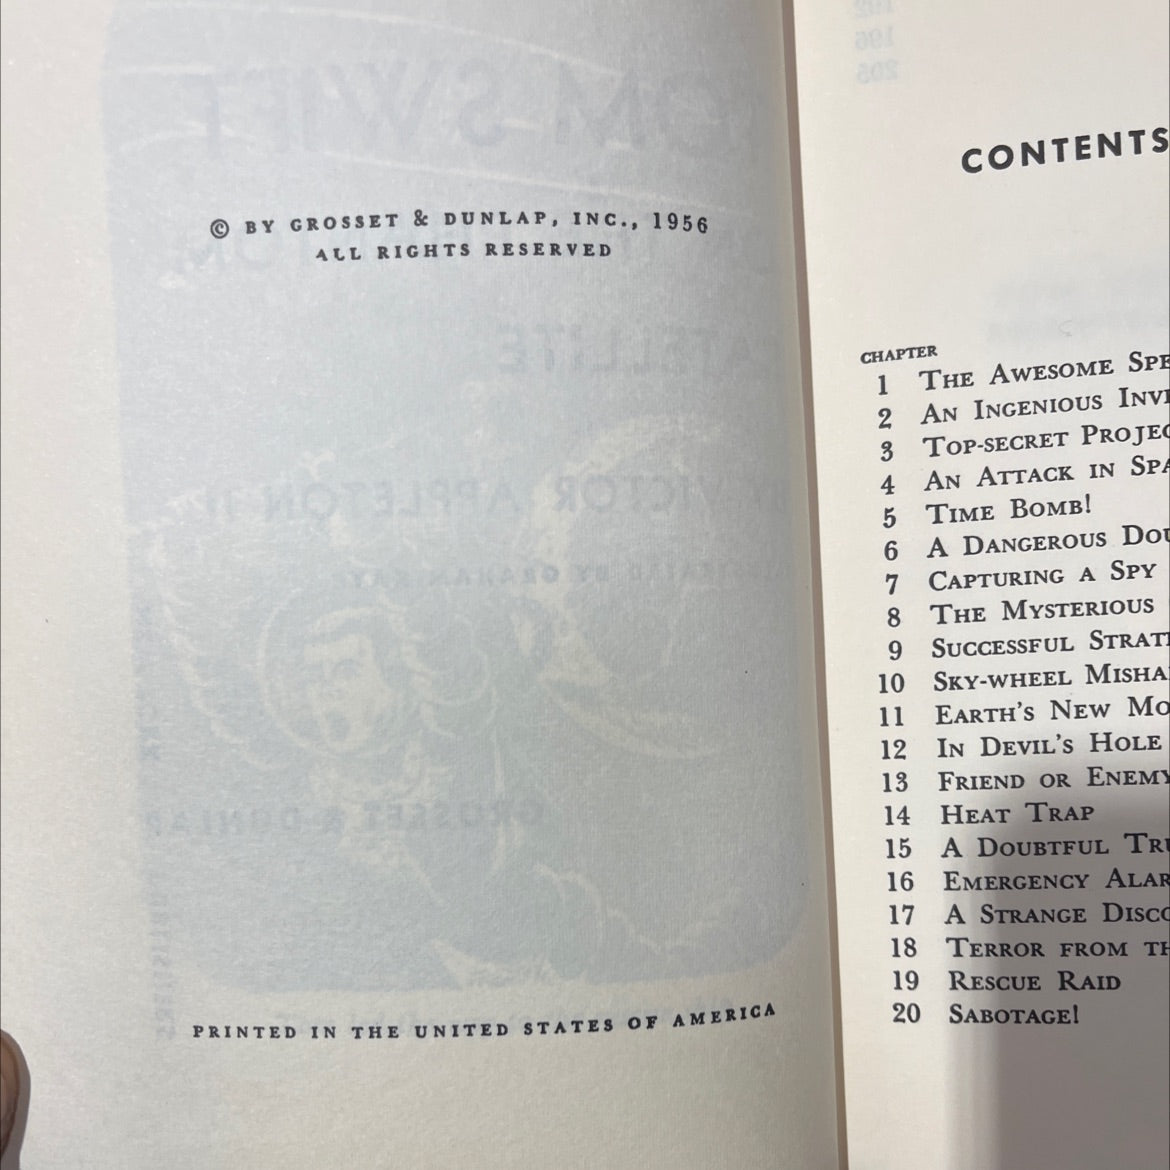 © BY GROSSET & DUNLAP, INC., 1956
ALL RIGHTS RESERVED
PRINTED IN THE UNITED STATES OF AMERICA
CONTENTS
CHAPTER
1 THE AWESOME SPE
2 AN INGENIOUS INVE
3 TOP-SECRET PROJEC
4 AN ATTACK IN SPA
5 TIME BOMB!
6 A DANGEROUS DOU
7 CAPTURING A SPY
8 THE MYSTERIOUS
9 SUCCESSFUL STRAT
10 SKY-WHEEL MISHA
11 EARTH'S NEW MO
12 IN DEVIL'S HOLE
13 FRIEND OR ENEMY
14 HEAT TRAP
15 A DOUBTFUL TRU
16 EMERGENCY ALAR
17 A STRANGE DISCO
18 TERROR FROM TH
19 RESCUE RAID
20 SABOTAGE!